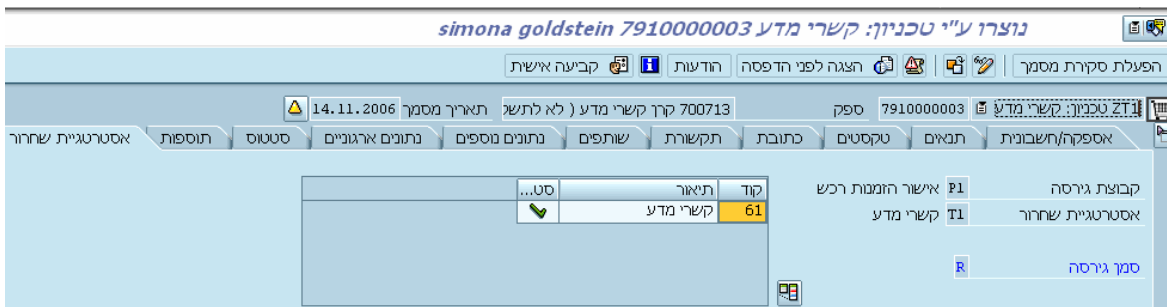 נוצרו ע"י טכניון: קשרי מדע 7910000003 simona goldstein
הפעלת סקירת מסמך הצגה לפני הדפסה הודעות קביעה אישית
ZT1 טכניון: קשרי מדע 7910000003 ספק 700713 קרן קשרי מדע ( לא לתשל תאריך מסמך 14.11.2006
אספקה/חשבונית תנאים טקסטים כתובת תקשורת שותפים נתונים נוספים נתונים ארגוניים סטטוס תוספות אסטרטגיית שחרור
קבוצת גירסה P1 אישור הזמנות רכש
קוד תיאור סט...
אסטרטגיית שחרור T1 קשרי מדע
61 קשרי מדע
סמן גירסה R